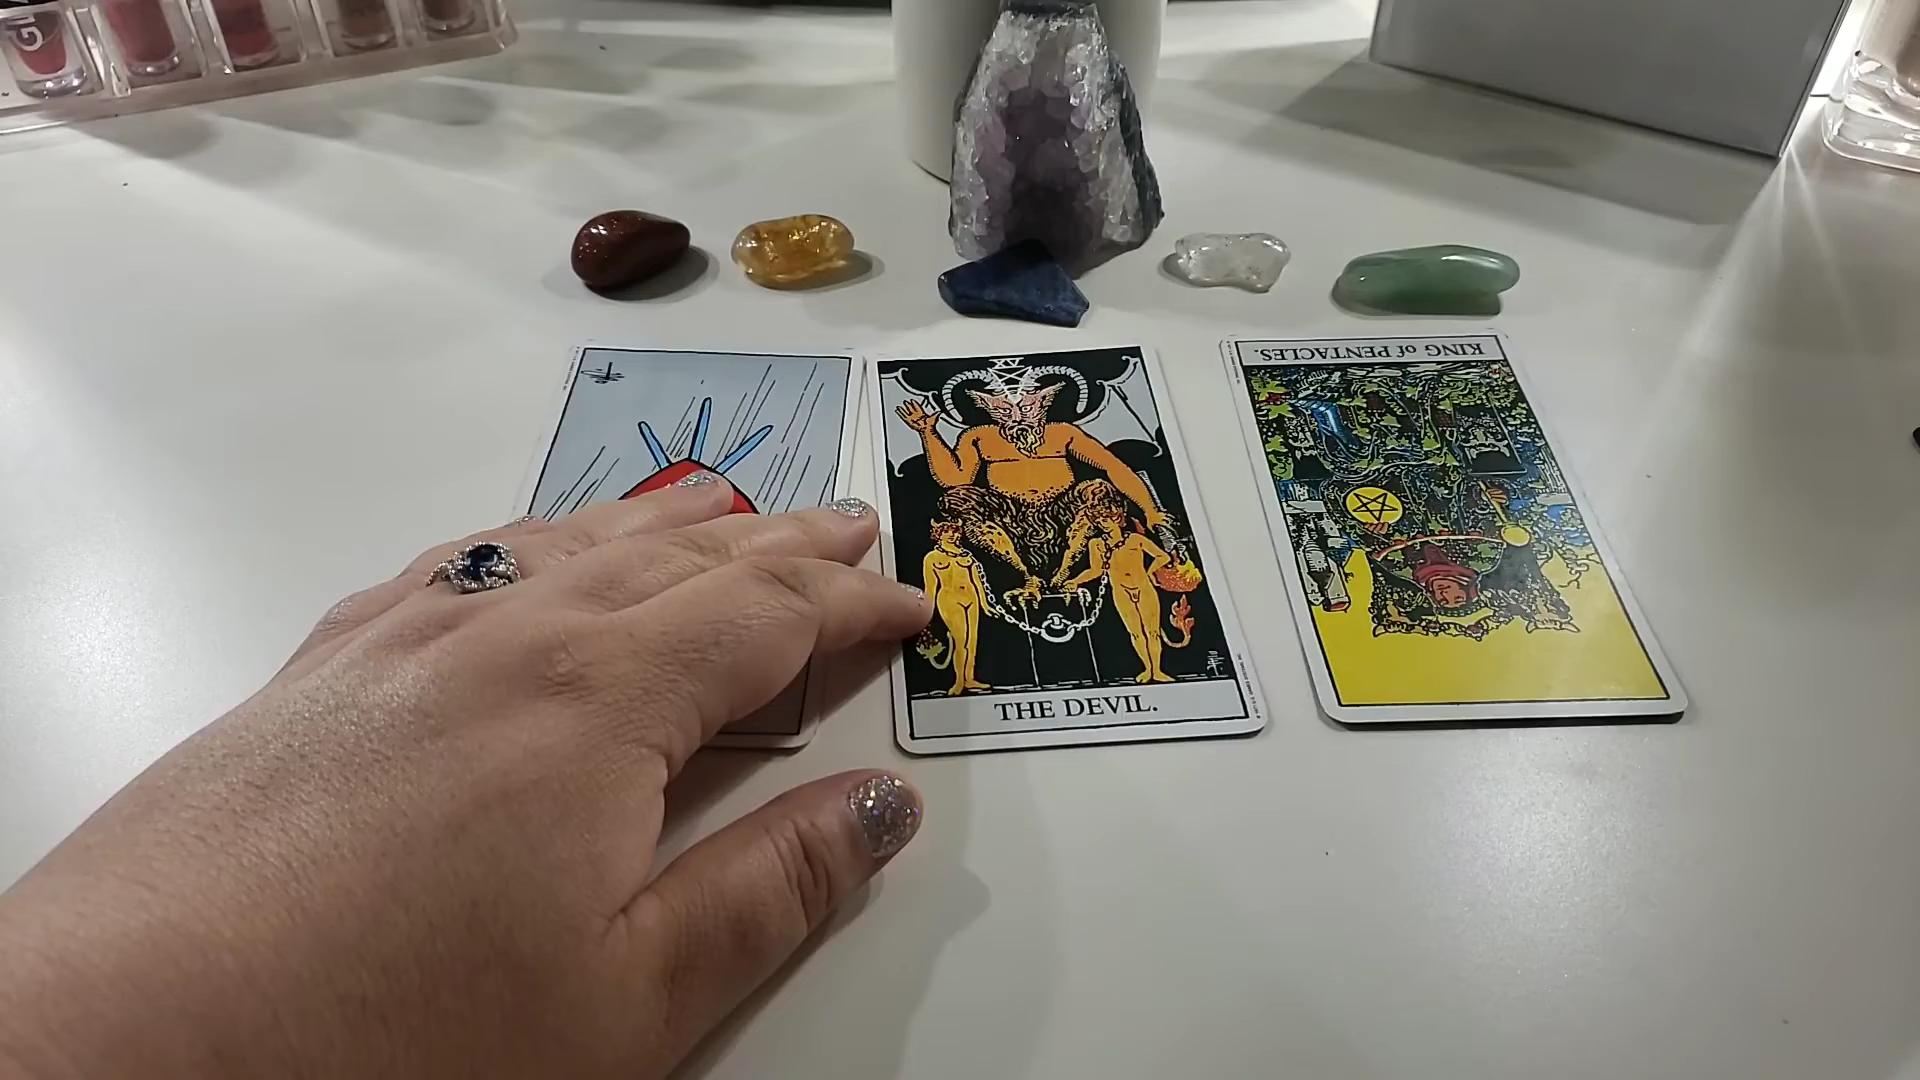 XV
KING of PENTACLES.
THE DEVIL.